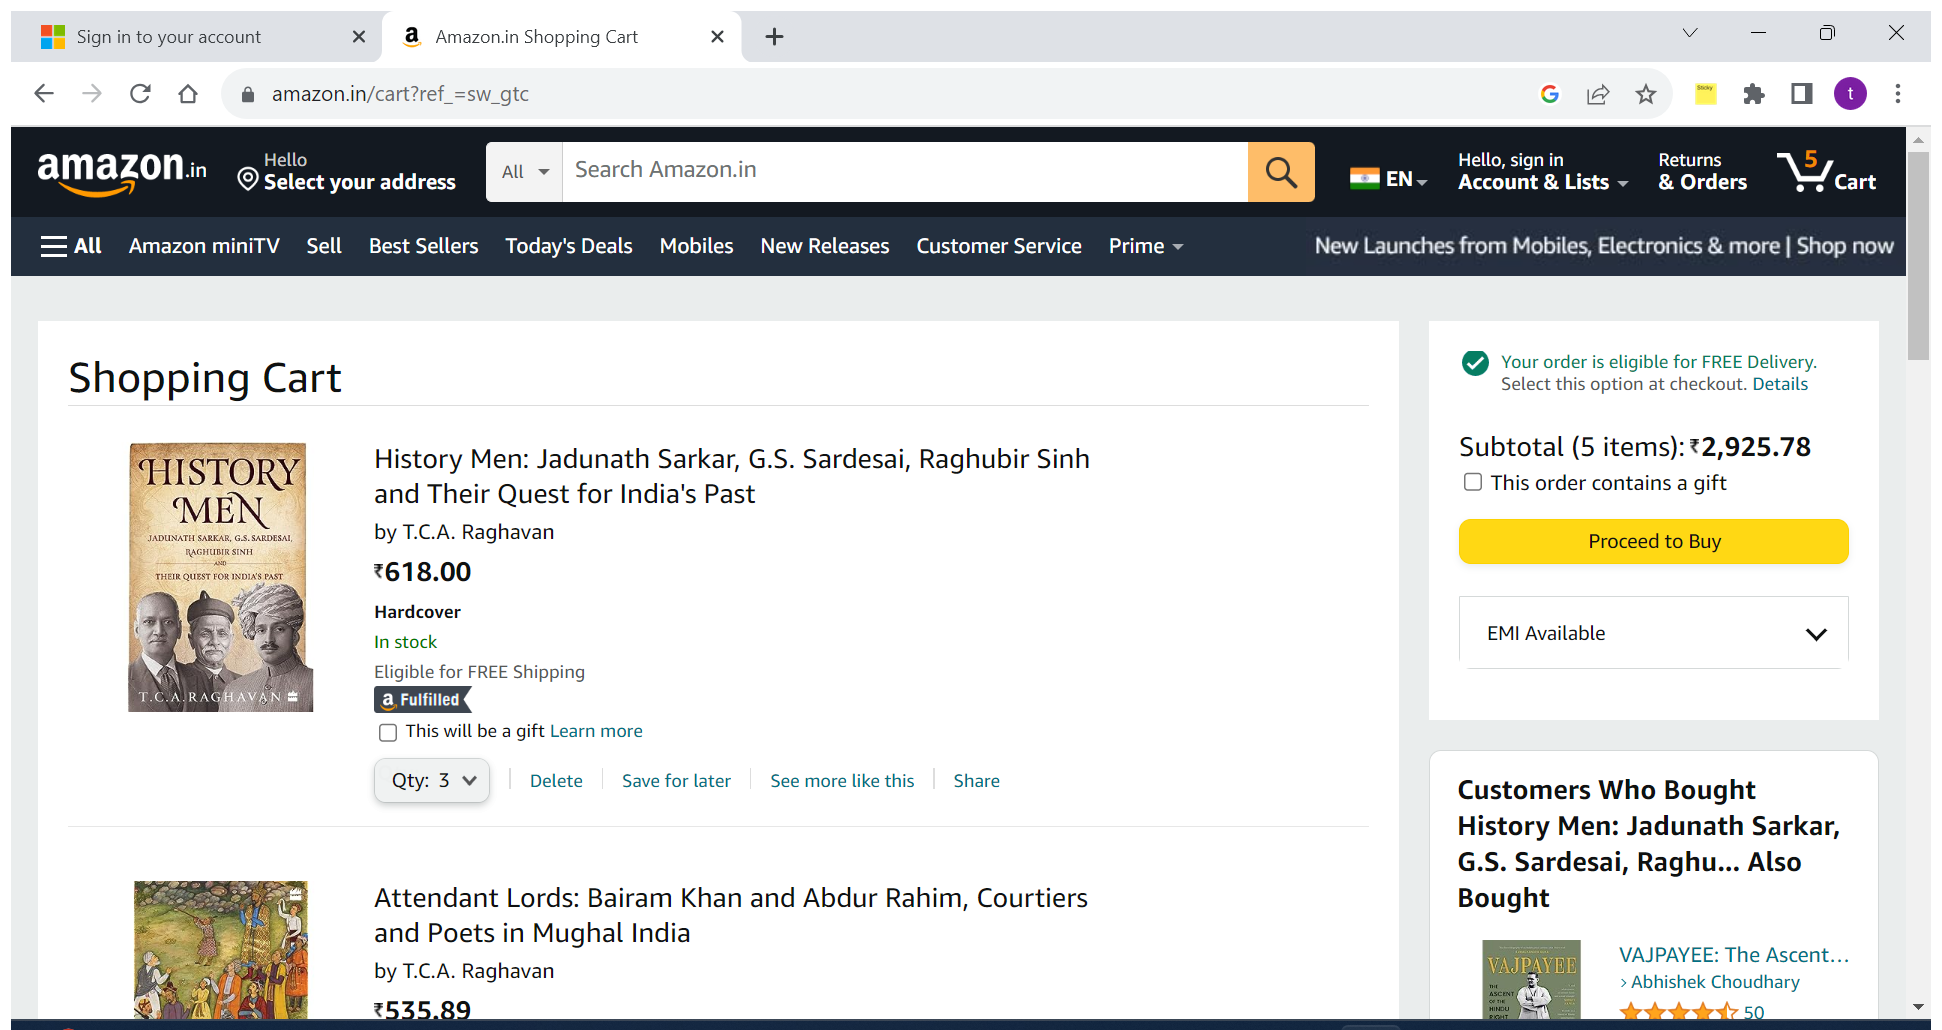 Sign in to your account
Amazon.in Shopping Cart
amazon.in/cart?ref_=sw_gtc
Sticky
t
amazon.in
Hello
Select your address
All
Search Amazon.in
EN
Hello, sign in
Account & Lists
Returns
& Orders
5
Cart
All
Amazon miniTV
Sell
Best Sellers
Today's Deals
Mobiles
New Releases
Customer Service
Prime
New Launches from Mobiles, Electronics & more | Shop now
Shopping Cart
HISTORY
MEN
JADUNATH SARKAR, G.S. SARDESAI,
RAGHUBIR SINH
AND
THEIR QUEST FOR INDIA'S PAST
T.C.A. RAGHAVAN
History Men: Jadunath Sarkar, G.S. Sardesai, Raghubir Sinh
and Their Quest for India's Past
by T.C.A. Raghavan
₹618.00
Hardcover
In stock
Eligible for FREE Shipping
a Fulfilled
This will be a gift Learn more
Qty: 3
Delete
Save for later
See more like this
Share
Attendant Lords: Bairam Khan and Abdur Rahim, Courtiers
and Poets in Mughal India
by T.C.A. Raghavan
₹535.89
Your order is eligible for FREE Delivery.
Select this option at checkout. Details
Subtotal (5 items): ₹2,925.78
This order contains a gift
Proceed to Buy
EMI Available
Customers Who Bought
History Men: Jadunath Sarkar,
G.S. Sardesai, Raghu... Also
Bought
VAJPAYEE
THE
ASCENT
OF THE
HINDU
RIGHT
VAJPAYEE: The Ascent...
› Abhishek Choudhary
50